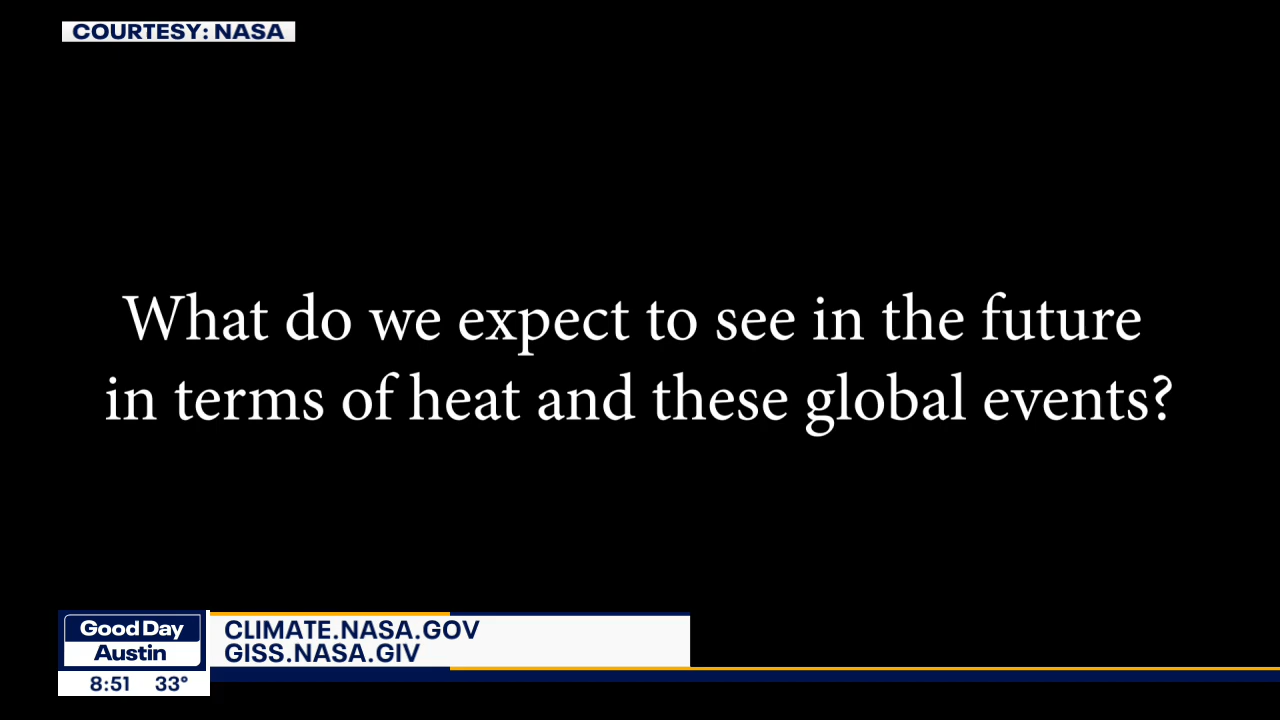 COURTESY: NASA
What do we expect to see in the future
in terms of heat and these global events?
Good Day
Austin
CLIMATE.NASA.GOV
GISS.NASA.GIV
8:51 33°